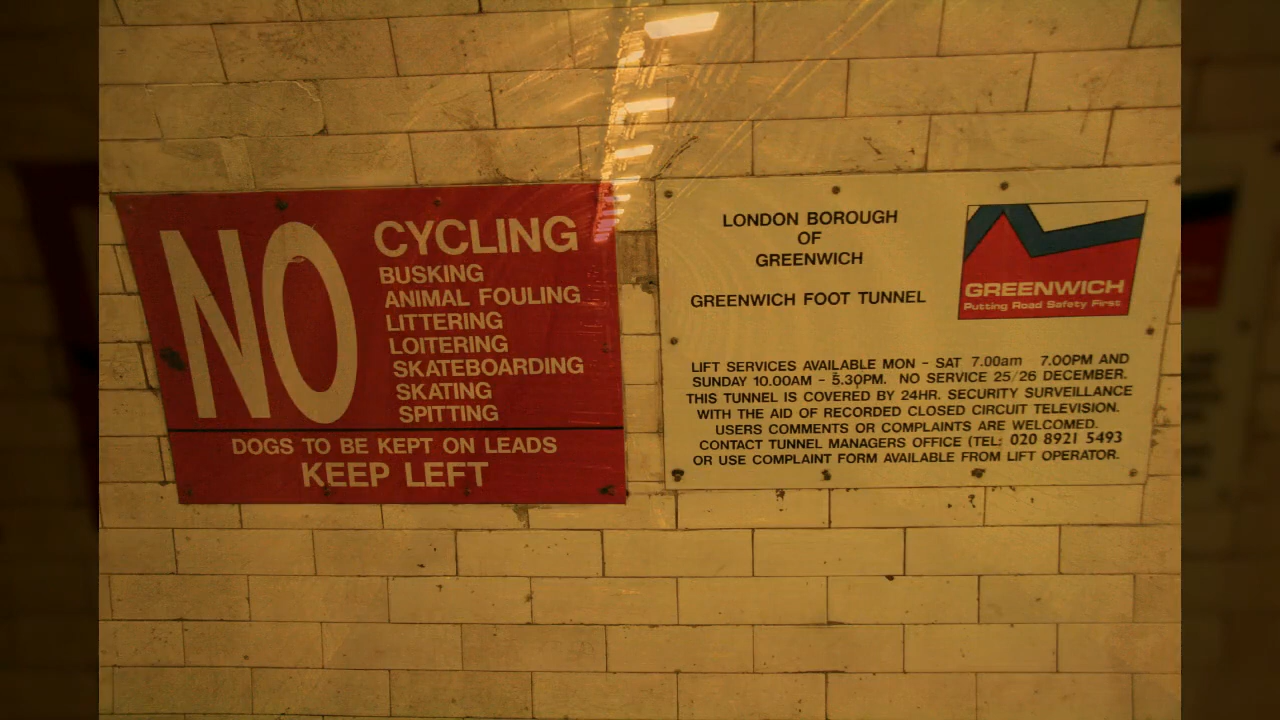 NO
CYCLING
BUSKING
ANIMAL FOULING
LITTERING
LOITERING
SKATEBOARDING
SKATING
SPITTING
DOGS TO BE KEPT ON LEADS
KEEP LEFT
LONDON BOROUGH
OF
GREENWICH
GREENWICH FOOT TUNNEL
GREENWICH
Putting Road Safety First
LIFT SERVICES AVAILABLE MON - SAT 7.00am 7.00PM AND
SUNDAY 10.00AM - 5.30PM. NO SERVICE 25/26 DECEMBER.
THIS TUNNEL IS COVERED BY 24HR. SECURITY SURVEILLANCE
WITH THE AID OF RECORDED CLOSED CIRCUIT TELEVISION.
USERS COMMENTS OR COMPLAINTS ARE WELCOMED.
CONTACT TUNNEL MANAGERS OFFICE (TEL: 020 8921 5493
OR USE COMPLAINT FORM AVAILABLE FROM LIFT OPERATOR.